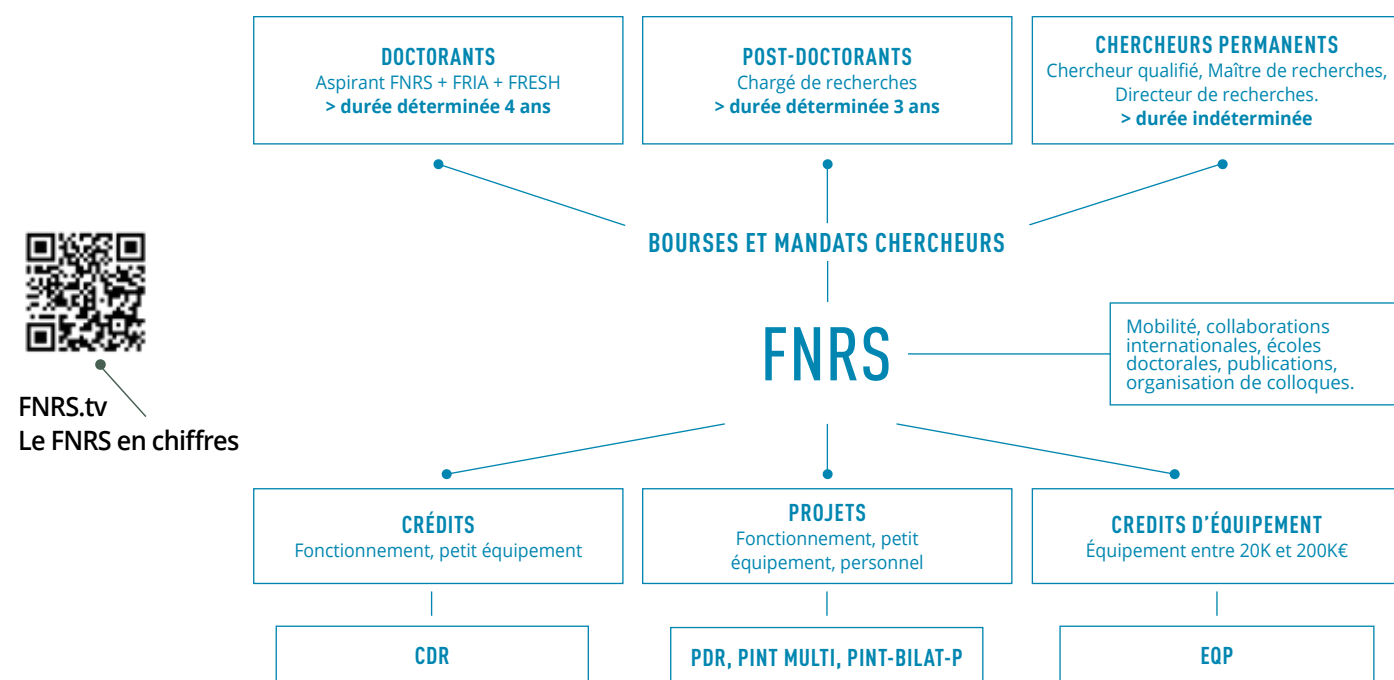 DOCTORANTS
Aspirant FNRS + FRIA + FRESH
> durée déterminée 4 ans
POST-DOCTORANTS
Chargé de recherches
> durée déterminée 3 ans
CHERCHEURS PERMANENTS
Chercheur qualifié, Maître de recherches,
Directeur de recherches.
> durée indéterminée
BOURSES ET MANDATS CHERCHEURS
FNRS
Mobilité, collaborations
internationales, écoles
doctorales, publications,
organisation de colloques.
FNRS.tv
Le FNRS en chiffres
CRÉDITS
Fonctionnement, petit équipement
PROJETS
Fonctionnement, petit
équipement, personnel
CREDITS D’ÉQUIPEMENT
Équipement entre 20K et 200K€
CDR
PDR, PINT MULTI, PINT-BILAT-P
EQP